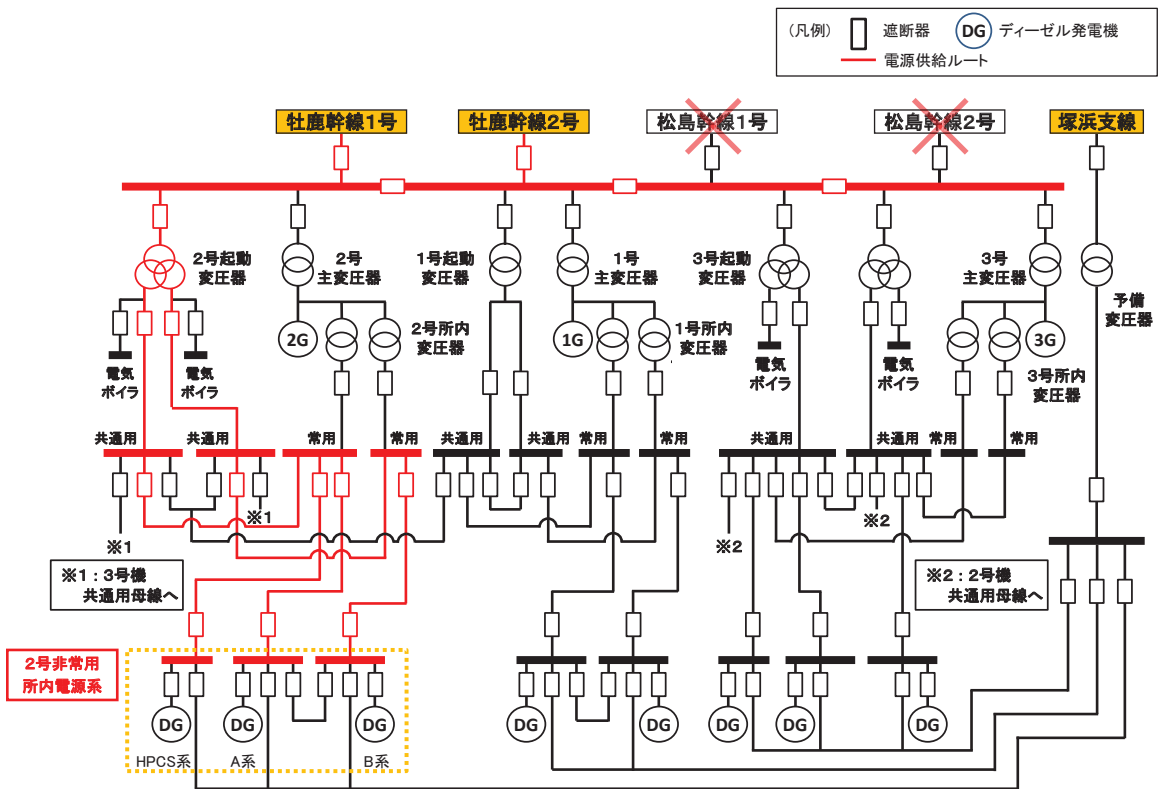 (凡例)
遮断器
DG
ディーゼル発電機
電源供給ルート
牡鹿幹線1号
牡鹿幹線2号
松島幹線1号
松島幹線2号
塚浜支線
2号起動
変圧器
2号
主変圧器
1号起動
変圧器
1号
主変圧器
3号起動
変圧器
3号
主変圧器
予備
変圧器
2G
2号所内
変圧器
1G
1号所内
変圧器
3G
3号所内
変圧器
電気
ボイラ
電気
ボイラ
電気
ボイラ
電気
ボイラ
共通用
共通用
常用
常用
共通用
共通用
常用
常用
共通用
共通用
常用
常用
※1
※1
※2
※2
※1:3号機
共通用母線へ
※2:2号機
共通用母線へ
2号非常用
所内電源系
DG
DG
DG
DG
DG
DG
DG
DG
HPCS系
A系
B系